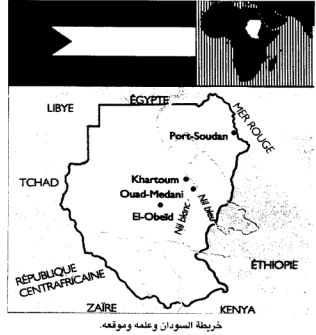 ÉGYPTE
LIBYE
MER ROUGE
Port-Soudan
TCHAD
Khartoum
Ouad-Medani
El-Obeïd
Nil blanc
Nil bleu
ÉTHIOPIE
RÉPUBLIQUE
CENTRAFRICAINE
ZAÏRE
KENYA
خريطة السودان وعلمه وموقعه.